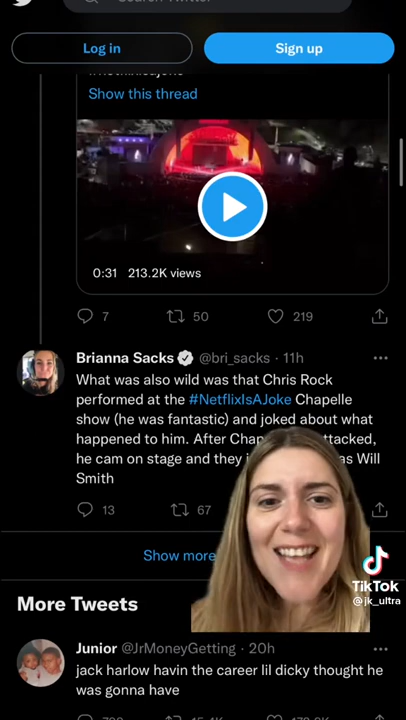 Log in
Sign up
Show this thread
0:31 213.2K views
7 50 219
Brianna Sacks @bri_sacks · 11h
What was also wild was that Chris Rock
performed at the #NetflixIsAJoke Chapelle
show (he was fantastic) and joked about what
happened to him. After Chap ttacked,
he cam on stage and they as Will
Smith
13 67
Show more
TikTok
@jk_ultra
More Tweets
Junior @JrMoneyGetting · 20h
jack harlow havin the career lil dicky thought he
was gonna have